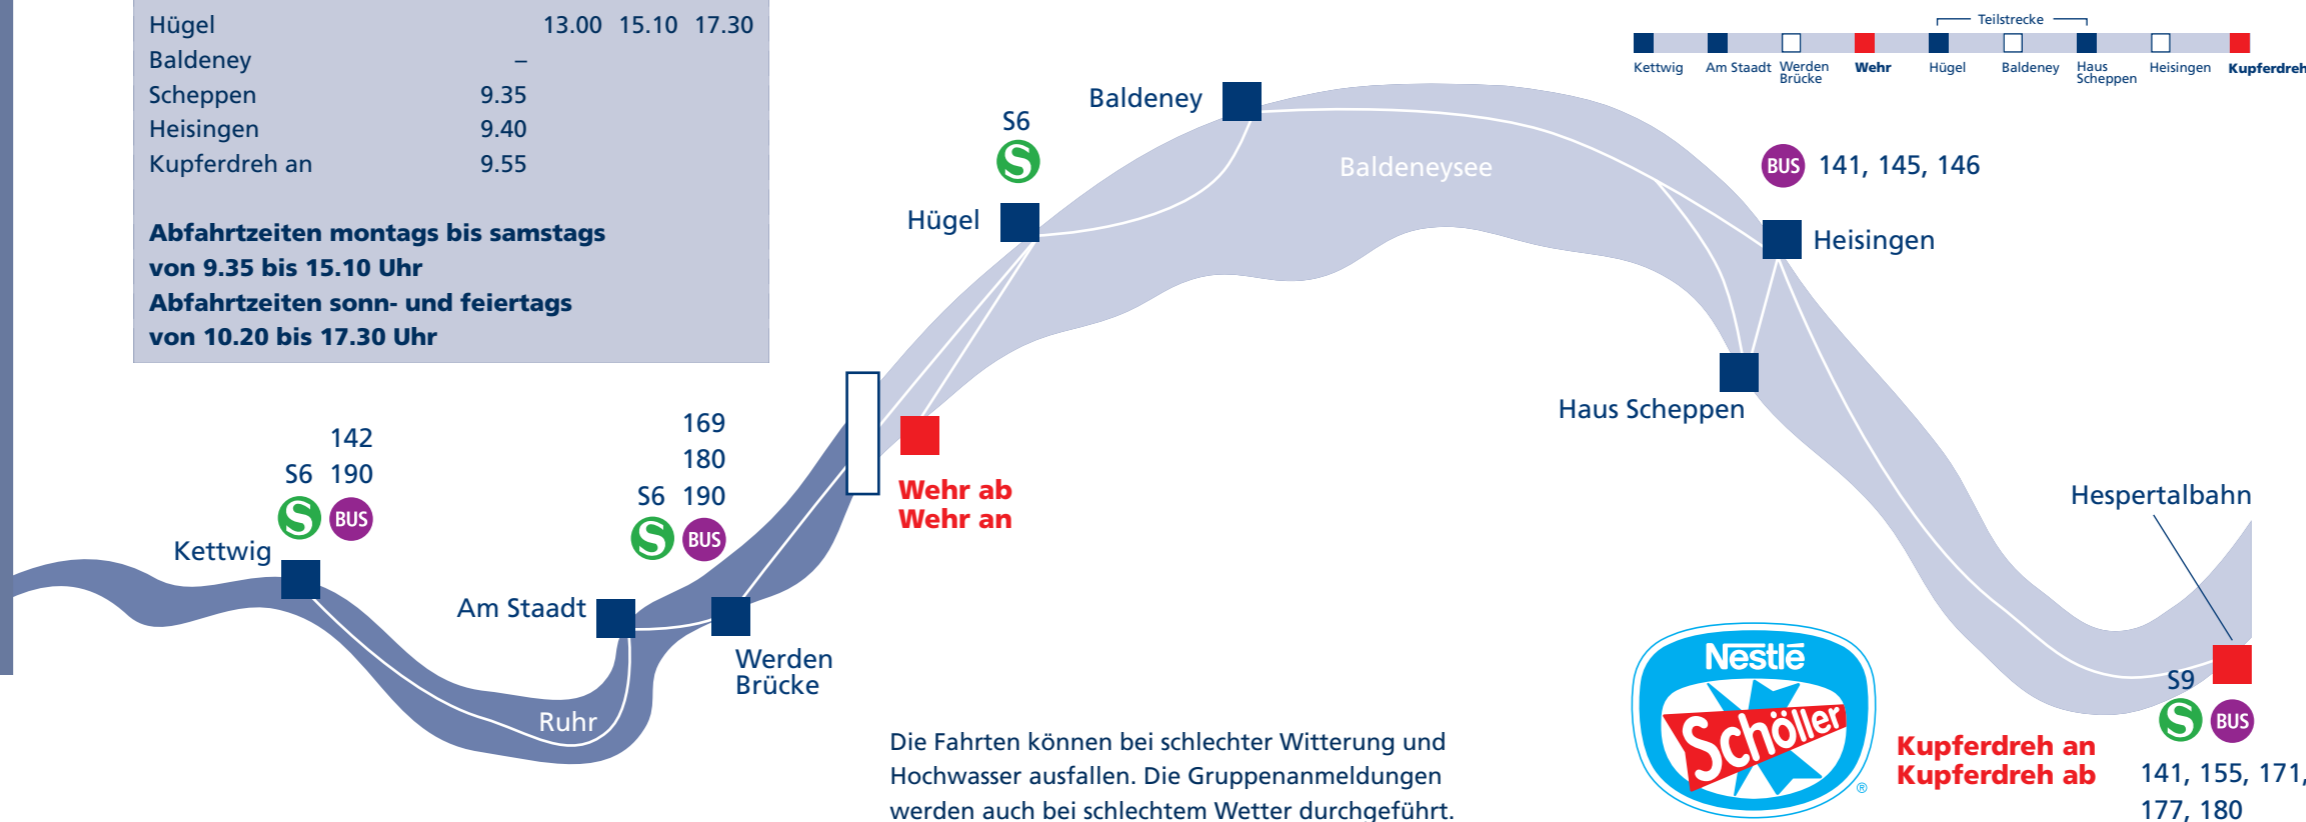 Hügel 13.00 15.10 17.30
Baldeney –
Scheppen 9.35
Heisingen 9.40
Kupferdreh an 9.55
Abfahrtzeiten montags bis samstags
von 9.35 bis 15.10 Uhr
Abfahrtzeiten sonn- und feiertags
von 10.20 bis 17.30 Uhr
Teilstrecke
Kettwig
Am Staadt
Werden
Brücke
Wehr
Hügel
Baldeney
Haus
Scheppen
Heisingen
Kupferdreh
Baldeney
S6
S
Hügel
Baldeneysee
BUS 141, 145, 146
Heisingen
Haus Scheppen
142
S6 190
S BUS
Kettwig
169
180
S6 190
S BUS
Am Staadt
Werden
Brücke
Ruhr
Wehr ab
Wehr an
Hespertalbahn
S9
S BUS
Kupferdreh an
Kupferdreh ab
141, 155, 171,
177, 180
Nestlé
Schöller
®
Die Fahrten können bei schlechter Witterung und
Hochwasser ausfallen. Die Gruppenanmeldungen
werden auch bei schlechtem Wetter durchgeführt.